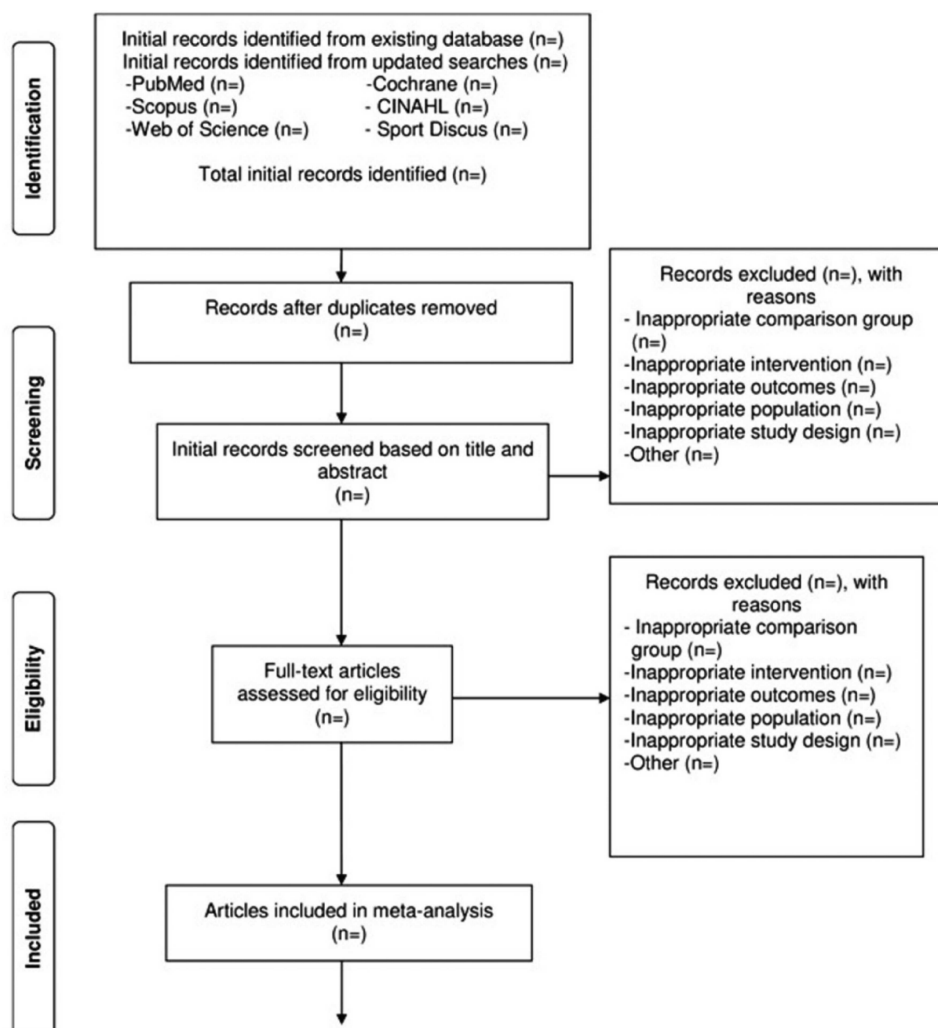 Identification
Initial records identified from existing database (n=)
Initial records identified from updated searches (n=)
-PubMed (n=) -Cochrane (n=)
-Scopus (n=) - CINAHL (n=)
-Web of Science (n=) - Sport Discus (n=)
Total initial records identified (n=)
Screening
Records after duplicates removed
(n=)
Initial records screened based on title and
abstract
(n=)
Records excluded (n=), with
reasons
- Inappropriate comparison group
(n=)
-Inappropriate intervention (n=)
-Inappropriate outcomes (n=)
-Inappropriate population (n=)
-Inappropriate study design (n=)
-Other (n=)
Eligibility
Full-text articles
assessed for eligibility
(n=)
Records excluded (n=), with
reasons
- Inappropriate comparison
group (n=)
-Inappropriate intervention (n=)
-Inappropriate outcomes (n=)
-Inappropriate population (n=)
-Inappropriate study design (n=)
-Other (n=)
Included
Articles included in meta-analysis
(n=)